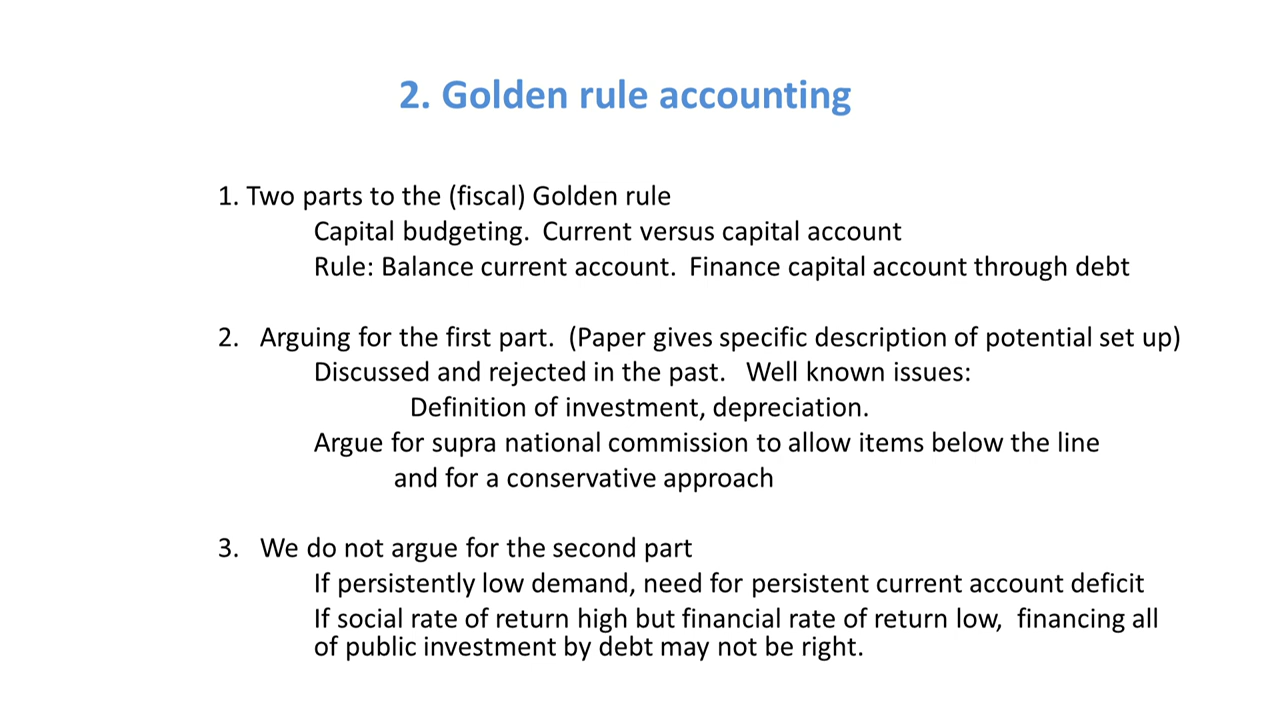 2. Golden rule accounting
1. Two parts to the (fiscal) Golden rule
Capital budgeting. Current versus capital account
Rule: Balance current account. Finance capital account through debt
2. Arguing for the first part. (Paper gives specific description of potential set up)
Discussed and rejected in the past. Well known issues:
Definition of investment, depreciation.
Argue for supra national commission to allow items below the line
and for a conservative approach
3. We do not argue for the second part
If persistently low demand, need for persistent current account deficit
If social rate of return high but financial rate of return low, financing all
of public investment by debt may not be right.